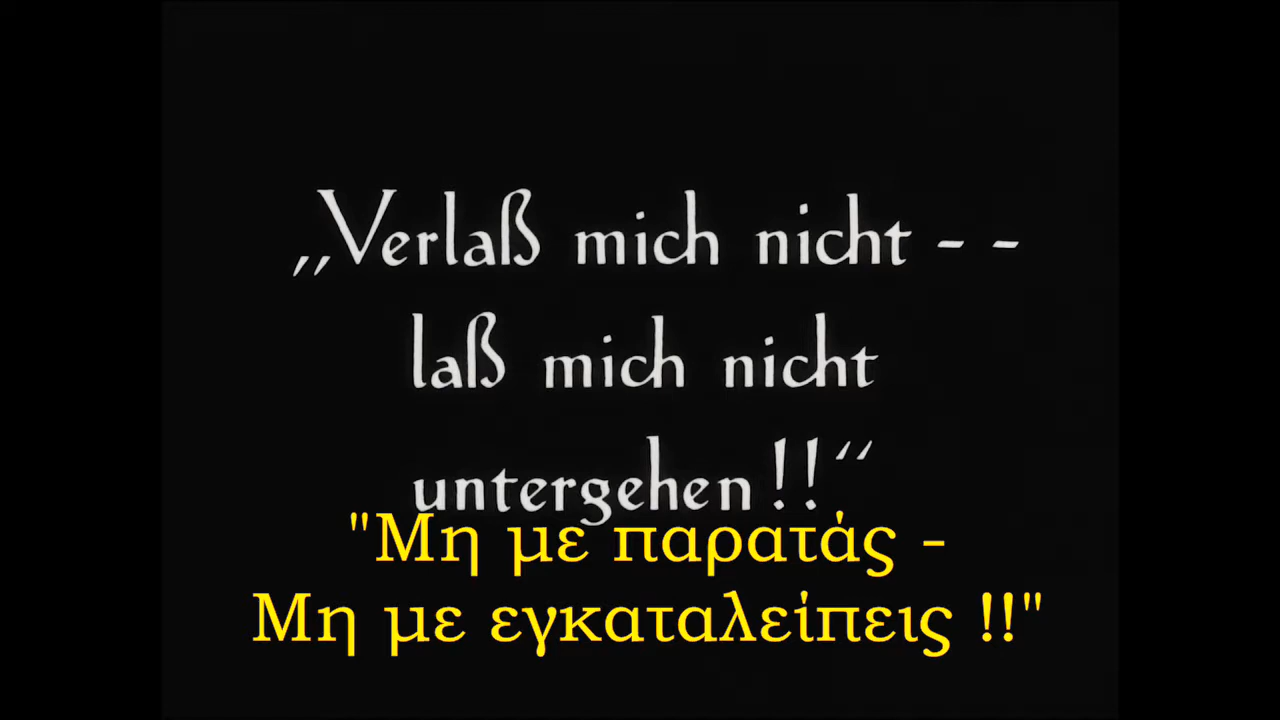 „Verlaß mich nicht - -
laß mich nicht
untergehen!!“
"Μη με παρατάς -
Μη με εγκαταλείπεις !!"